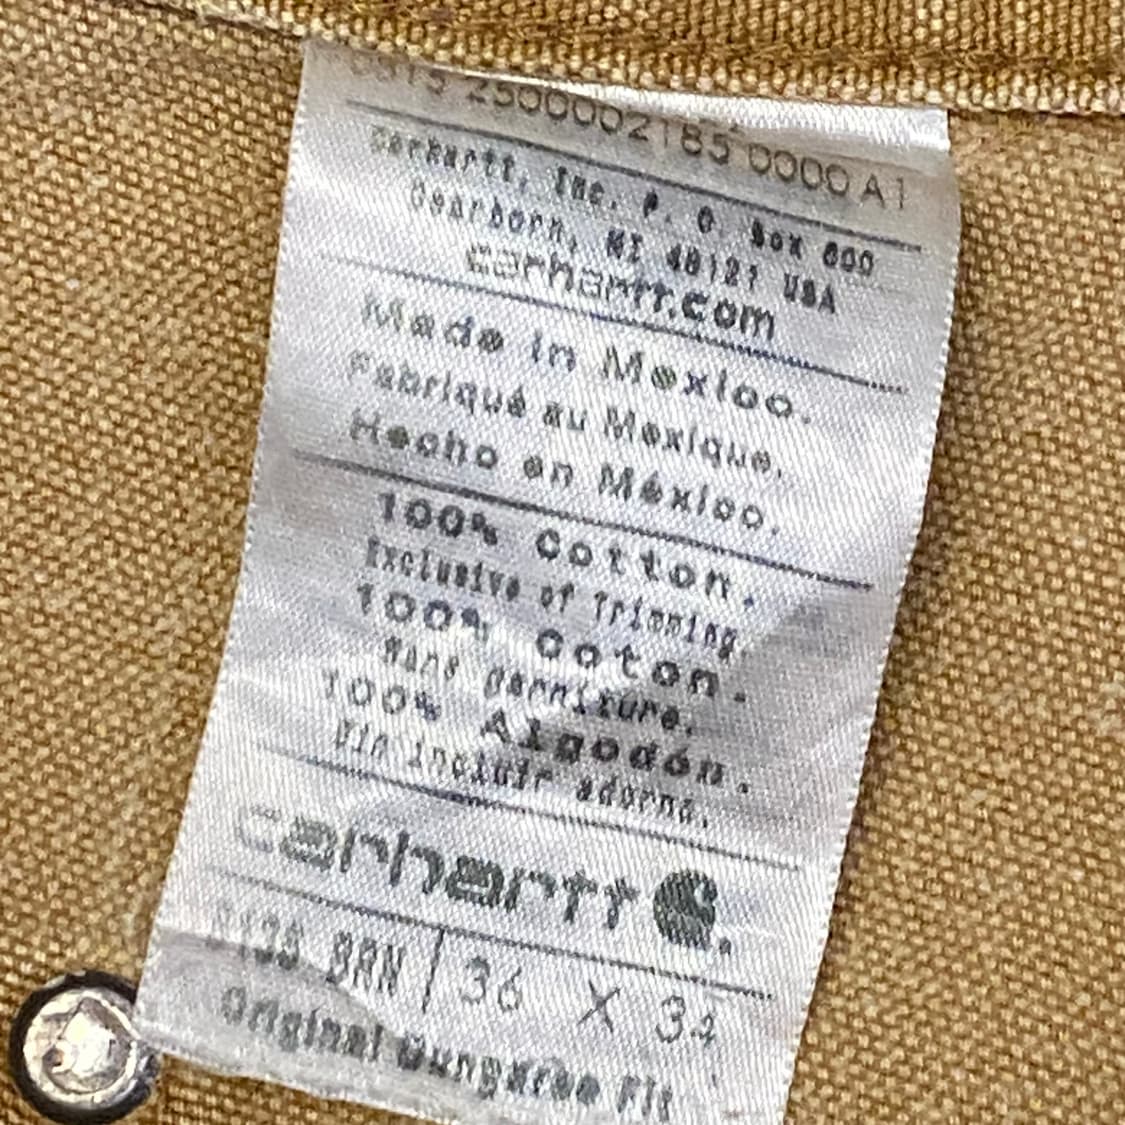 2500002185 0000 A1
Carhartt, Inc. P. O. Box 600
Dearborn, MI 48121 USA
carhartt.com
Made in Mexico.
Fabriqué au Mexique.
Hecho en México.
100% Cotton.
Exclusive of Trimming.
100% Coton.
Sans garniture.
100% Algodón.
Sin incluir adorno.
carhartt
BRN | 36 X 34
Original Dungaree Fit